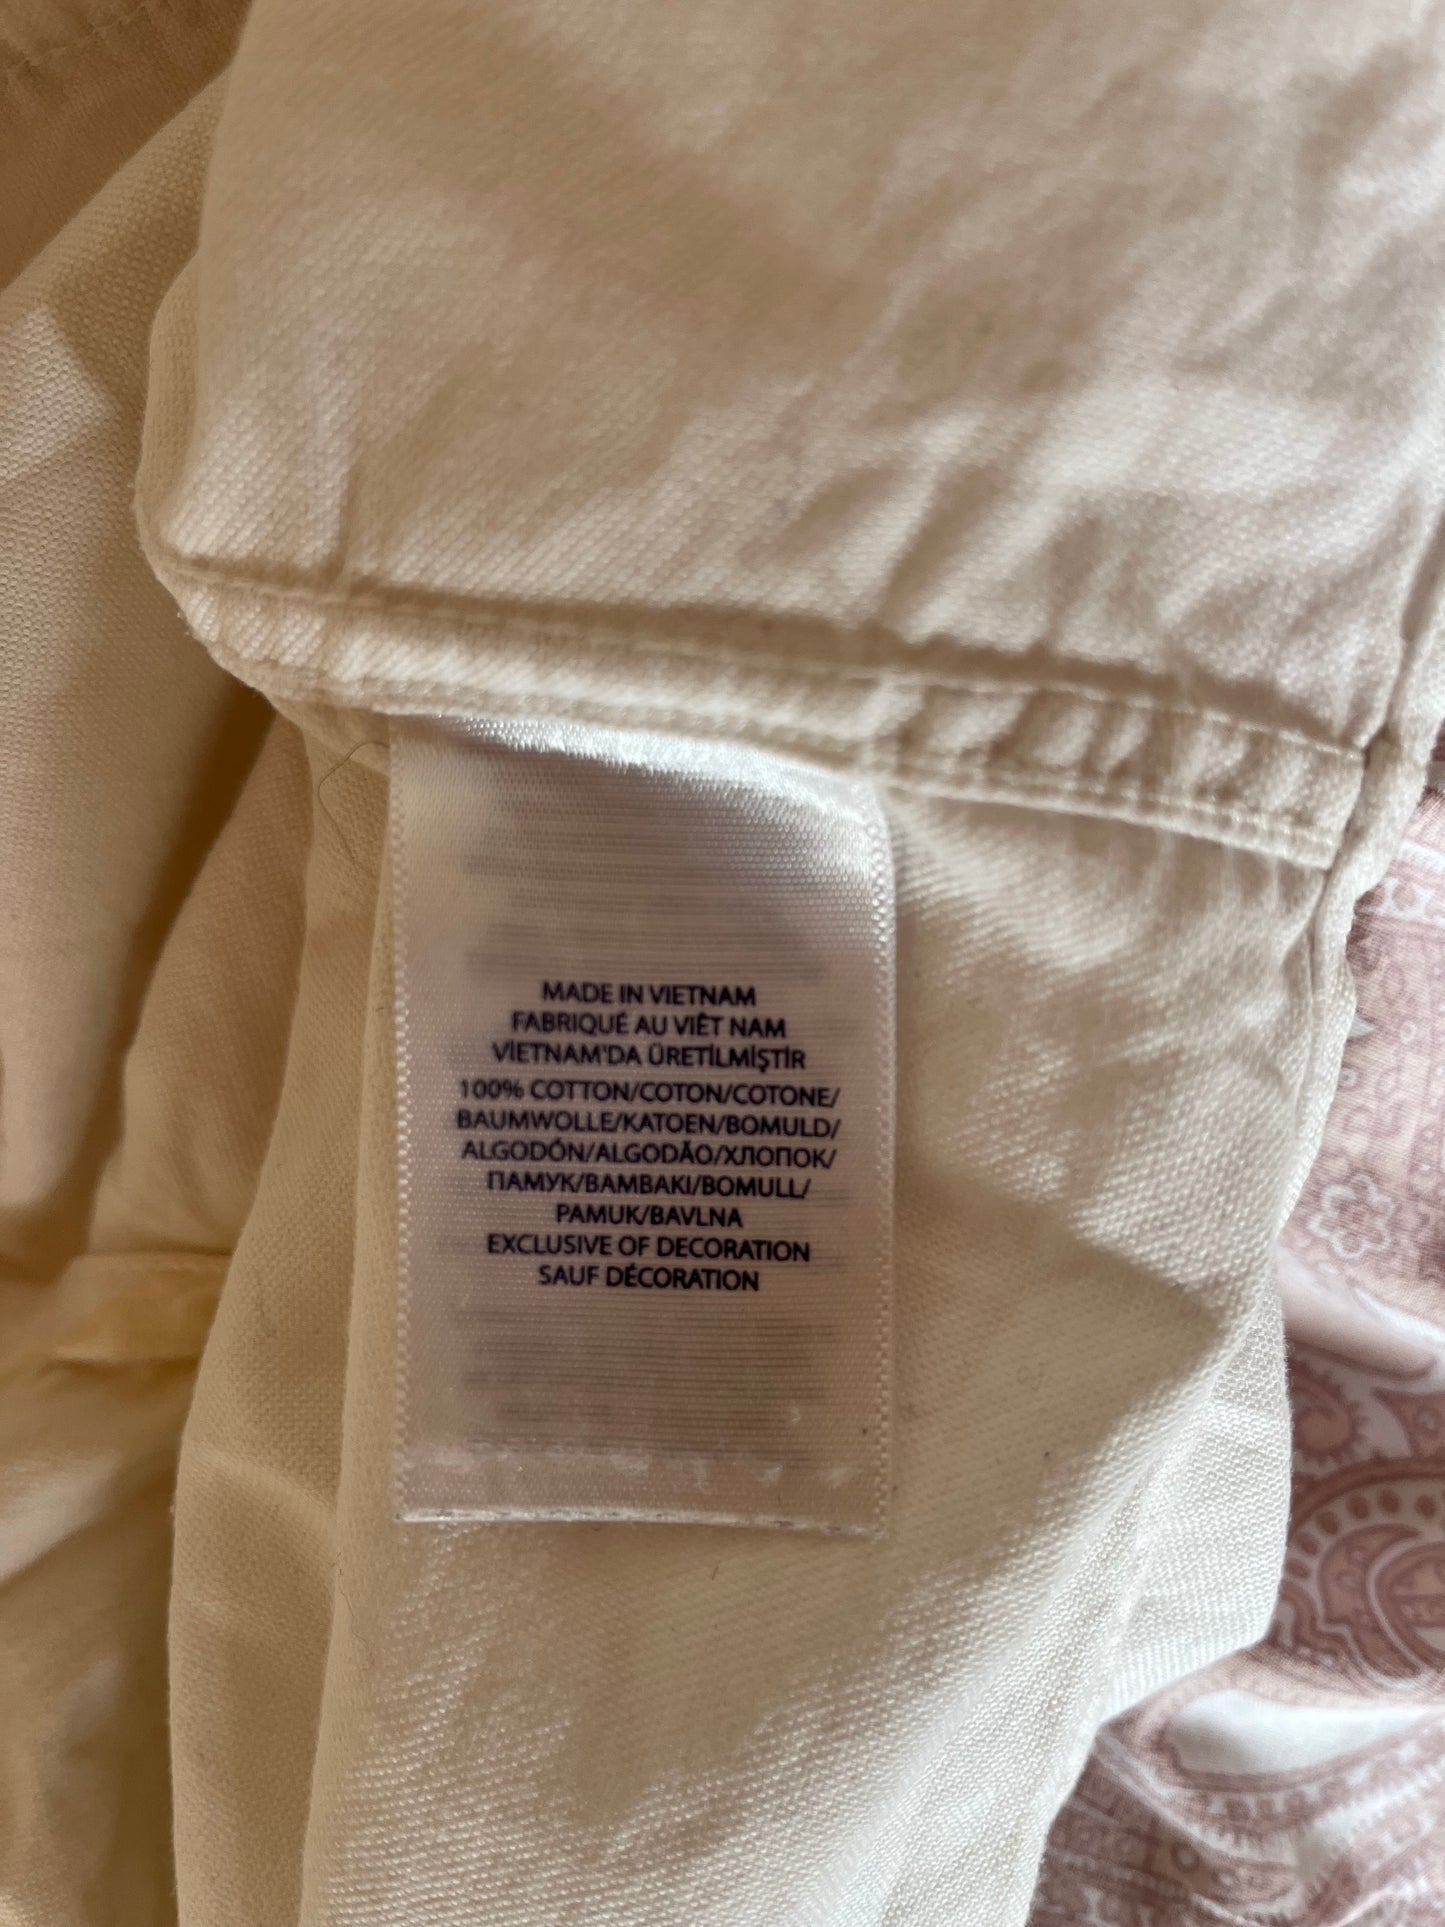 MADE IN VIETNAM
FABRIQUÉ AU VIÊT NAM
VİETNAM'DA ÜRETİLMİŞTİR
100% COTTON/COTON/COTONE/
BAUMWOLLE/KATOEN/BOMULD/
ALGODÓN/ALGODÃO/ХЛОПОК/
ПАМУК/BAMBAKI/BOMULL/
PAMUK/BAVLNA
EXCLUSIVE OF DECORATION
SAUF DÉCORATION